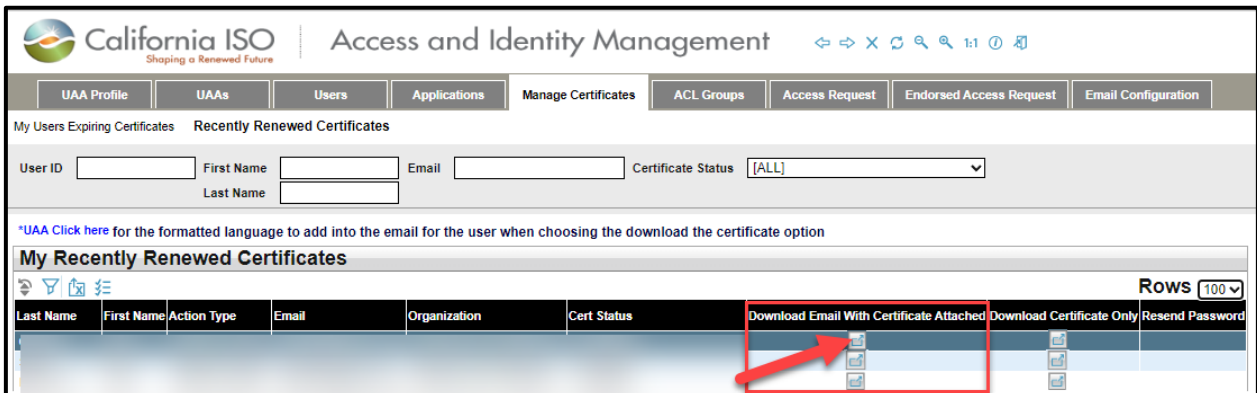 California ISO
Shaping a Renewed Future
Access and Identity Management
1:1
UAA Profile UAAs Users Applications Manage Certificates ACL Groups Access Request Endorsed Access Request Email Configuration
My Users Expiring Certificates Recently Renewed Certificates
User ID First Name Email Certificate Status [ALL]
Last Name
*UAA Click here for the formatted language to add into the email for the user when choosing the download the certificate option
My Recently Renewed Certificates
Rows 100
Last Name First Name Action Type Email Organization Cert Status Download Email With Certificate Attached Download Certificate Only Resend Password